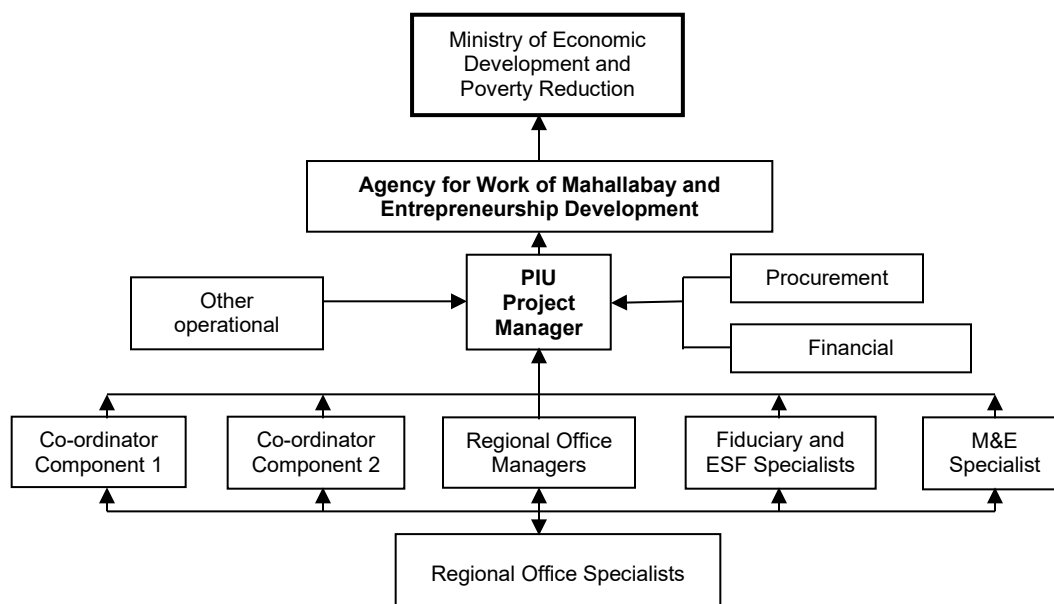 Ministry of Economic
Development and
Poverty Reduction
Agency for Work of Mahallabay and
Entrepreneurship Development
PIU
Project
Manager
Other
operational
Procurement
Financial
Co-ordinator
Component 1
Co-ordinator
Component 2
Regional Office
Managers
Fiduciary and
ESF Specialists
M&E
Specialist
Regional Office Specialists